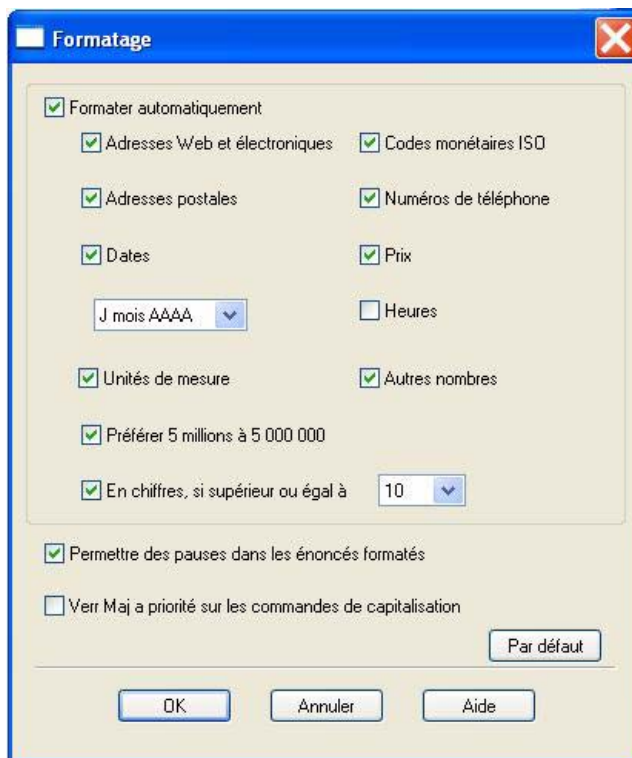 Formatage
Formater automatiquement
Adresses Web et électroniques
Codes monétaires ISO
Adresses postales
Numéros de téléphone
Dates
Prix
J mois AAAA
Heures
Unités de mesure
Autres nombres
Préférer 5 millions à 5 000 000
En chiffres, si supérieur ou égal à
10
Permettre des pauses dans les énoncés formatés
Verr Maj a priorité sur les commandes de capitalisation
Par défaut
OK
Annuler
Aide